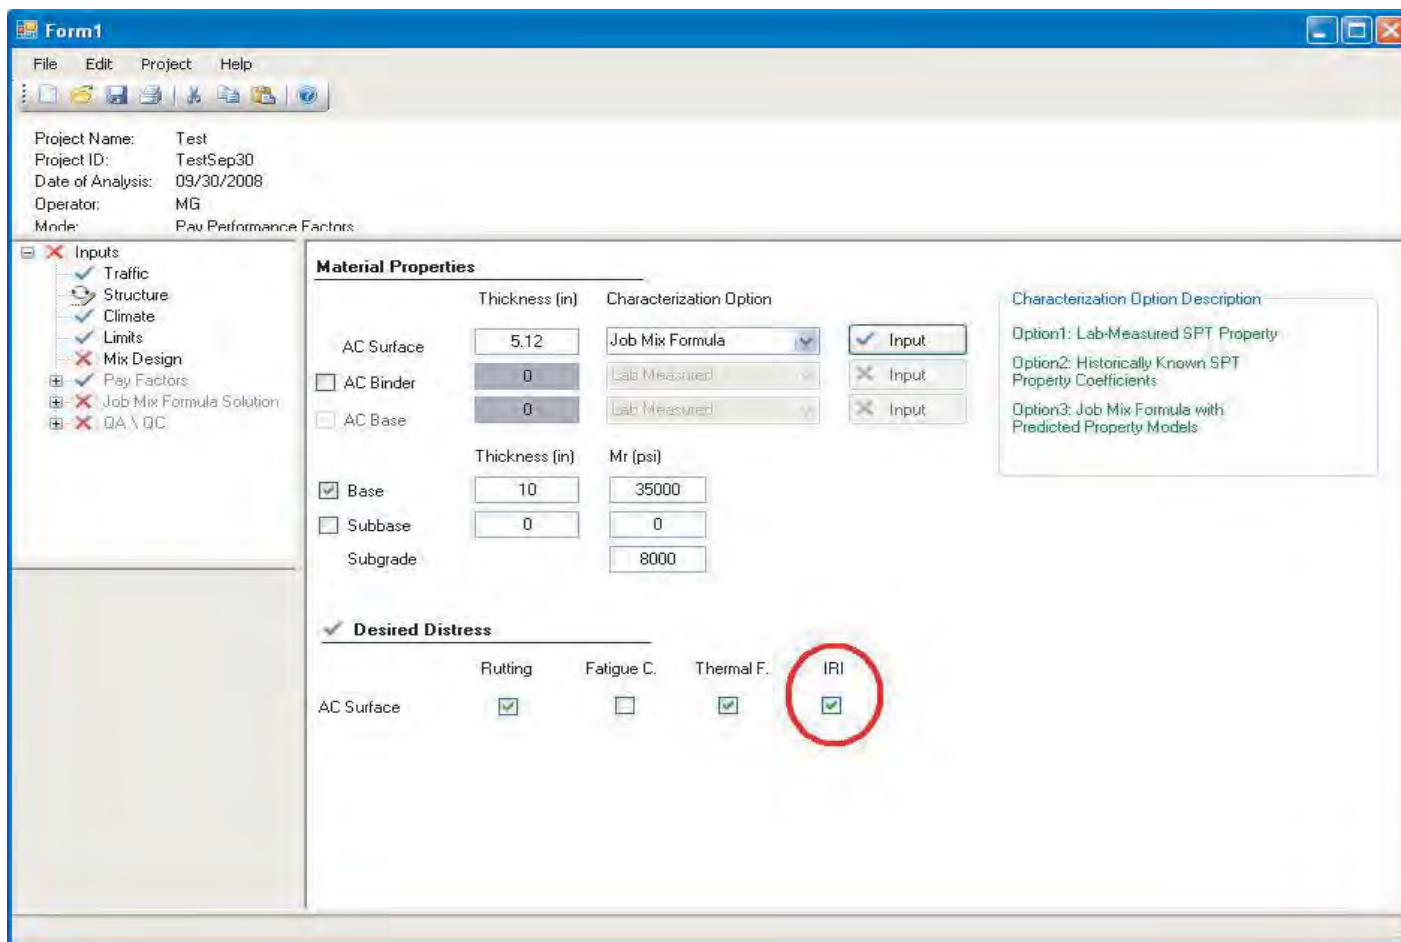 Form1
File Edit Project Help
Project Name: Test
Project ID: TestSep30
Date of Analysis: 09/30/2008
Operator: MG
Mode: Pay Performance Factors
Inputs
Traffic
Structure
Climate
Limits
Mix Design
Pay Factors
Job Mix Formula Solution
QA \ QC
Material Properties
Thickness (in) Characterization Option
AC Surface 5.12 Job Mix Formula Input
AC Binder 0 Lab Measured Input
AC Base 0 Lab Measured Input
Thickness (in) Mr (psi)
Base 10 35000
Subbase 0 0
Subgrade 8000
Characterization Option Description
Option1: Lab-Measured SPT Property
Option2: Historically Known SPT
Property Coefficients
Option3: Job Mix Formula with
Predicted Property Models
Desired Distress
Rutting Fatigue C. Thermal F. IRI
AC Surface